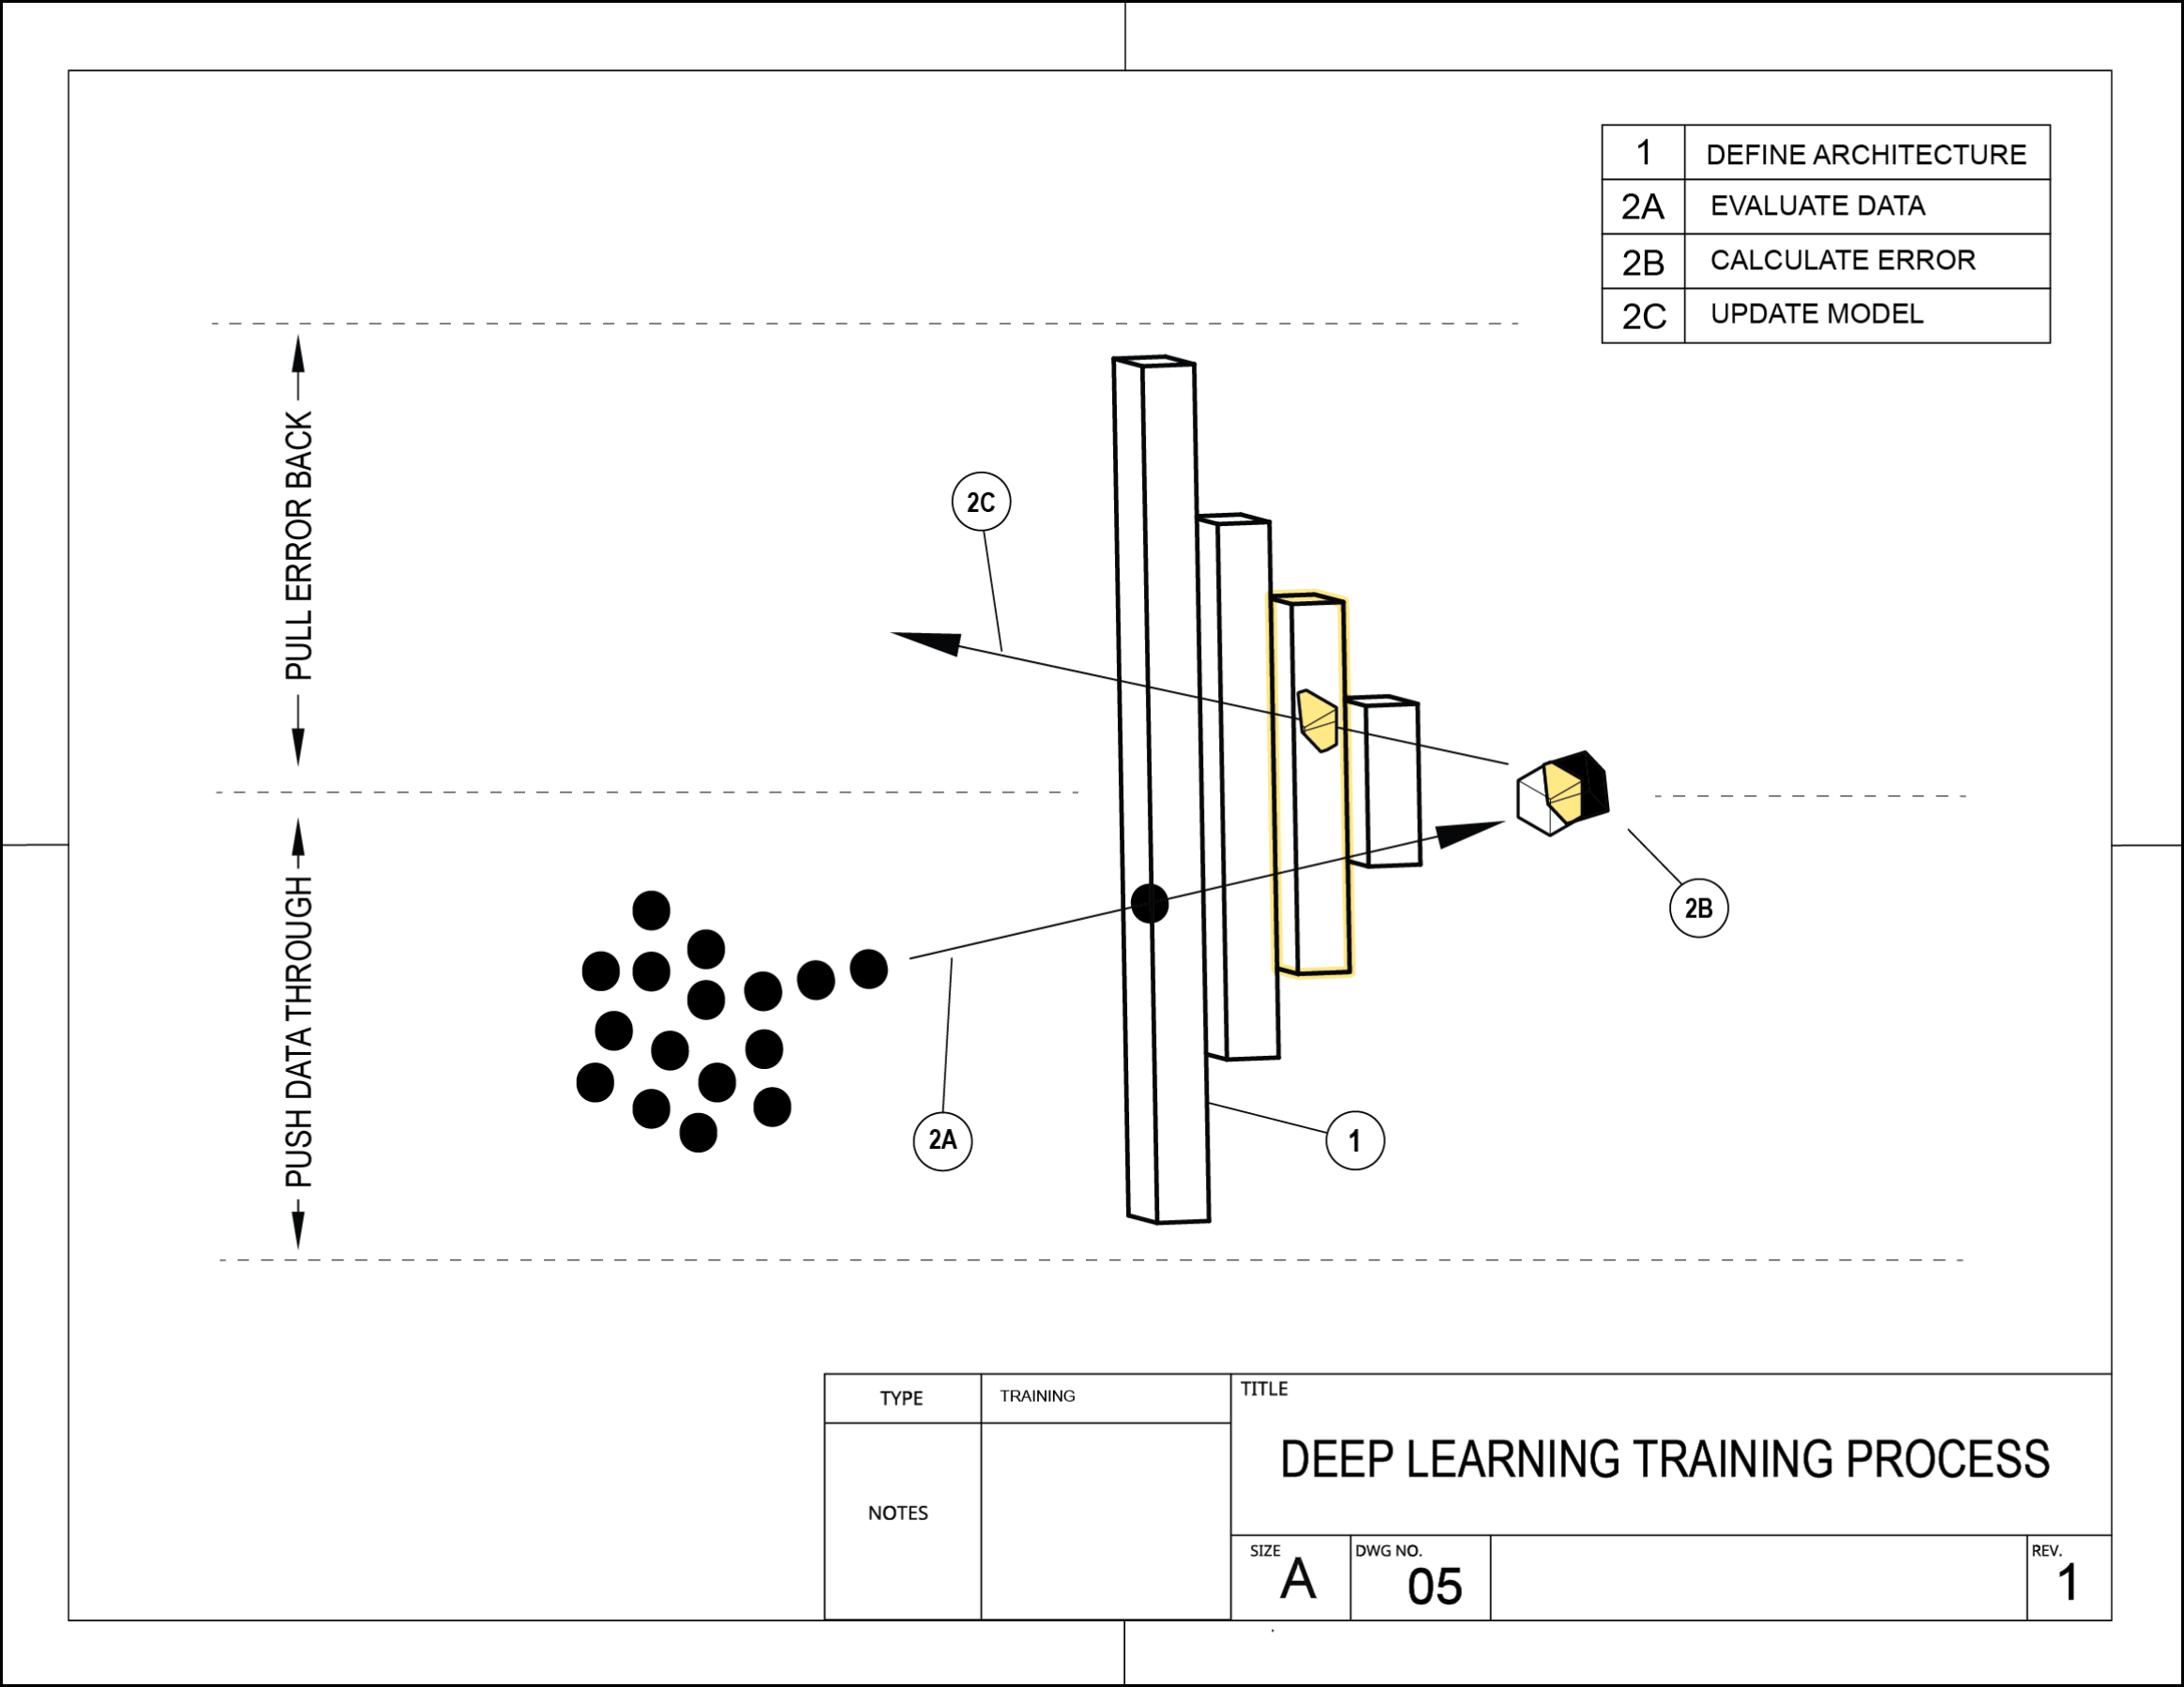 1 DEFINE ARCHITECTURE
2A EVALUATE DATA
2B CALCULATE ERROR
2C UPDATE MODEL
PULL ERROR BACK
2C
2B
PUSH DATA THROUGH
2A
1
TYPE TRAINING
NOTES
TITLE
DEEP LEARNING TRAINING PROCESS
SIZE
A
DWG NO.
05
REV.
1